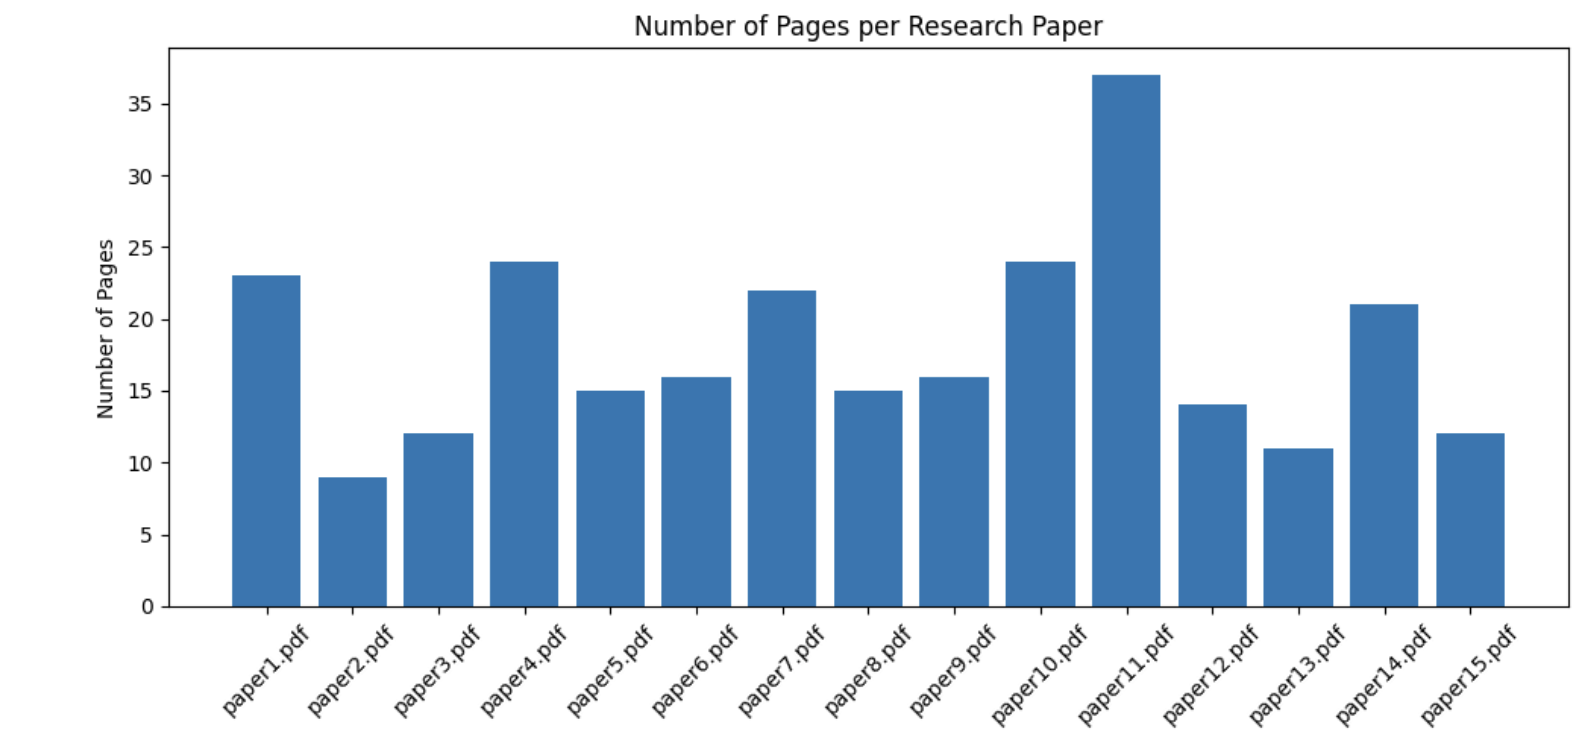 Number of Pages per Research Paper
Number of Pages
35
30
25
20
15
10
5
0
paper1.pdf
paper2.pdf
paper3.pdf
paper4.pdf
paper5.pdf
paper6.pdf
paper7.pdf
paper8.pdf
paper9.pdf
paper10.pdf
paper11.pdf
paper12.pdf
paper13.pdf
paper14.pdf
paper15.pdf